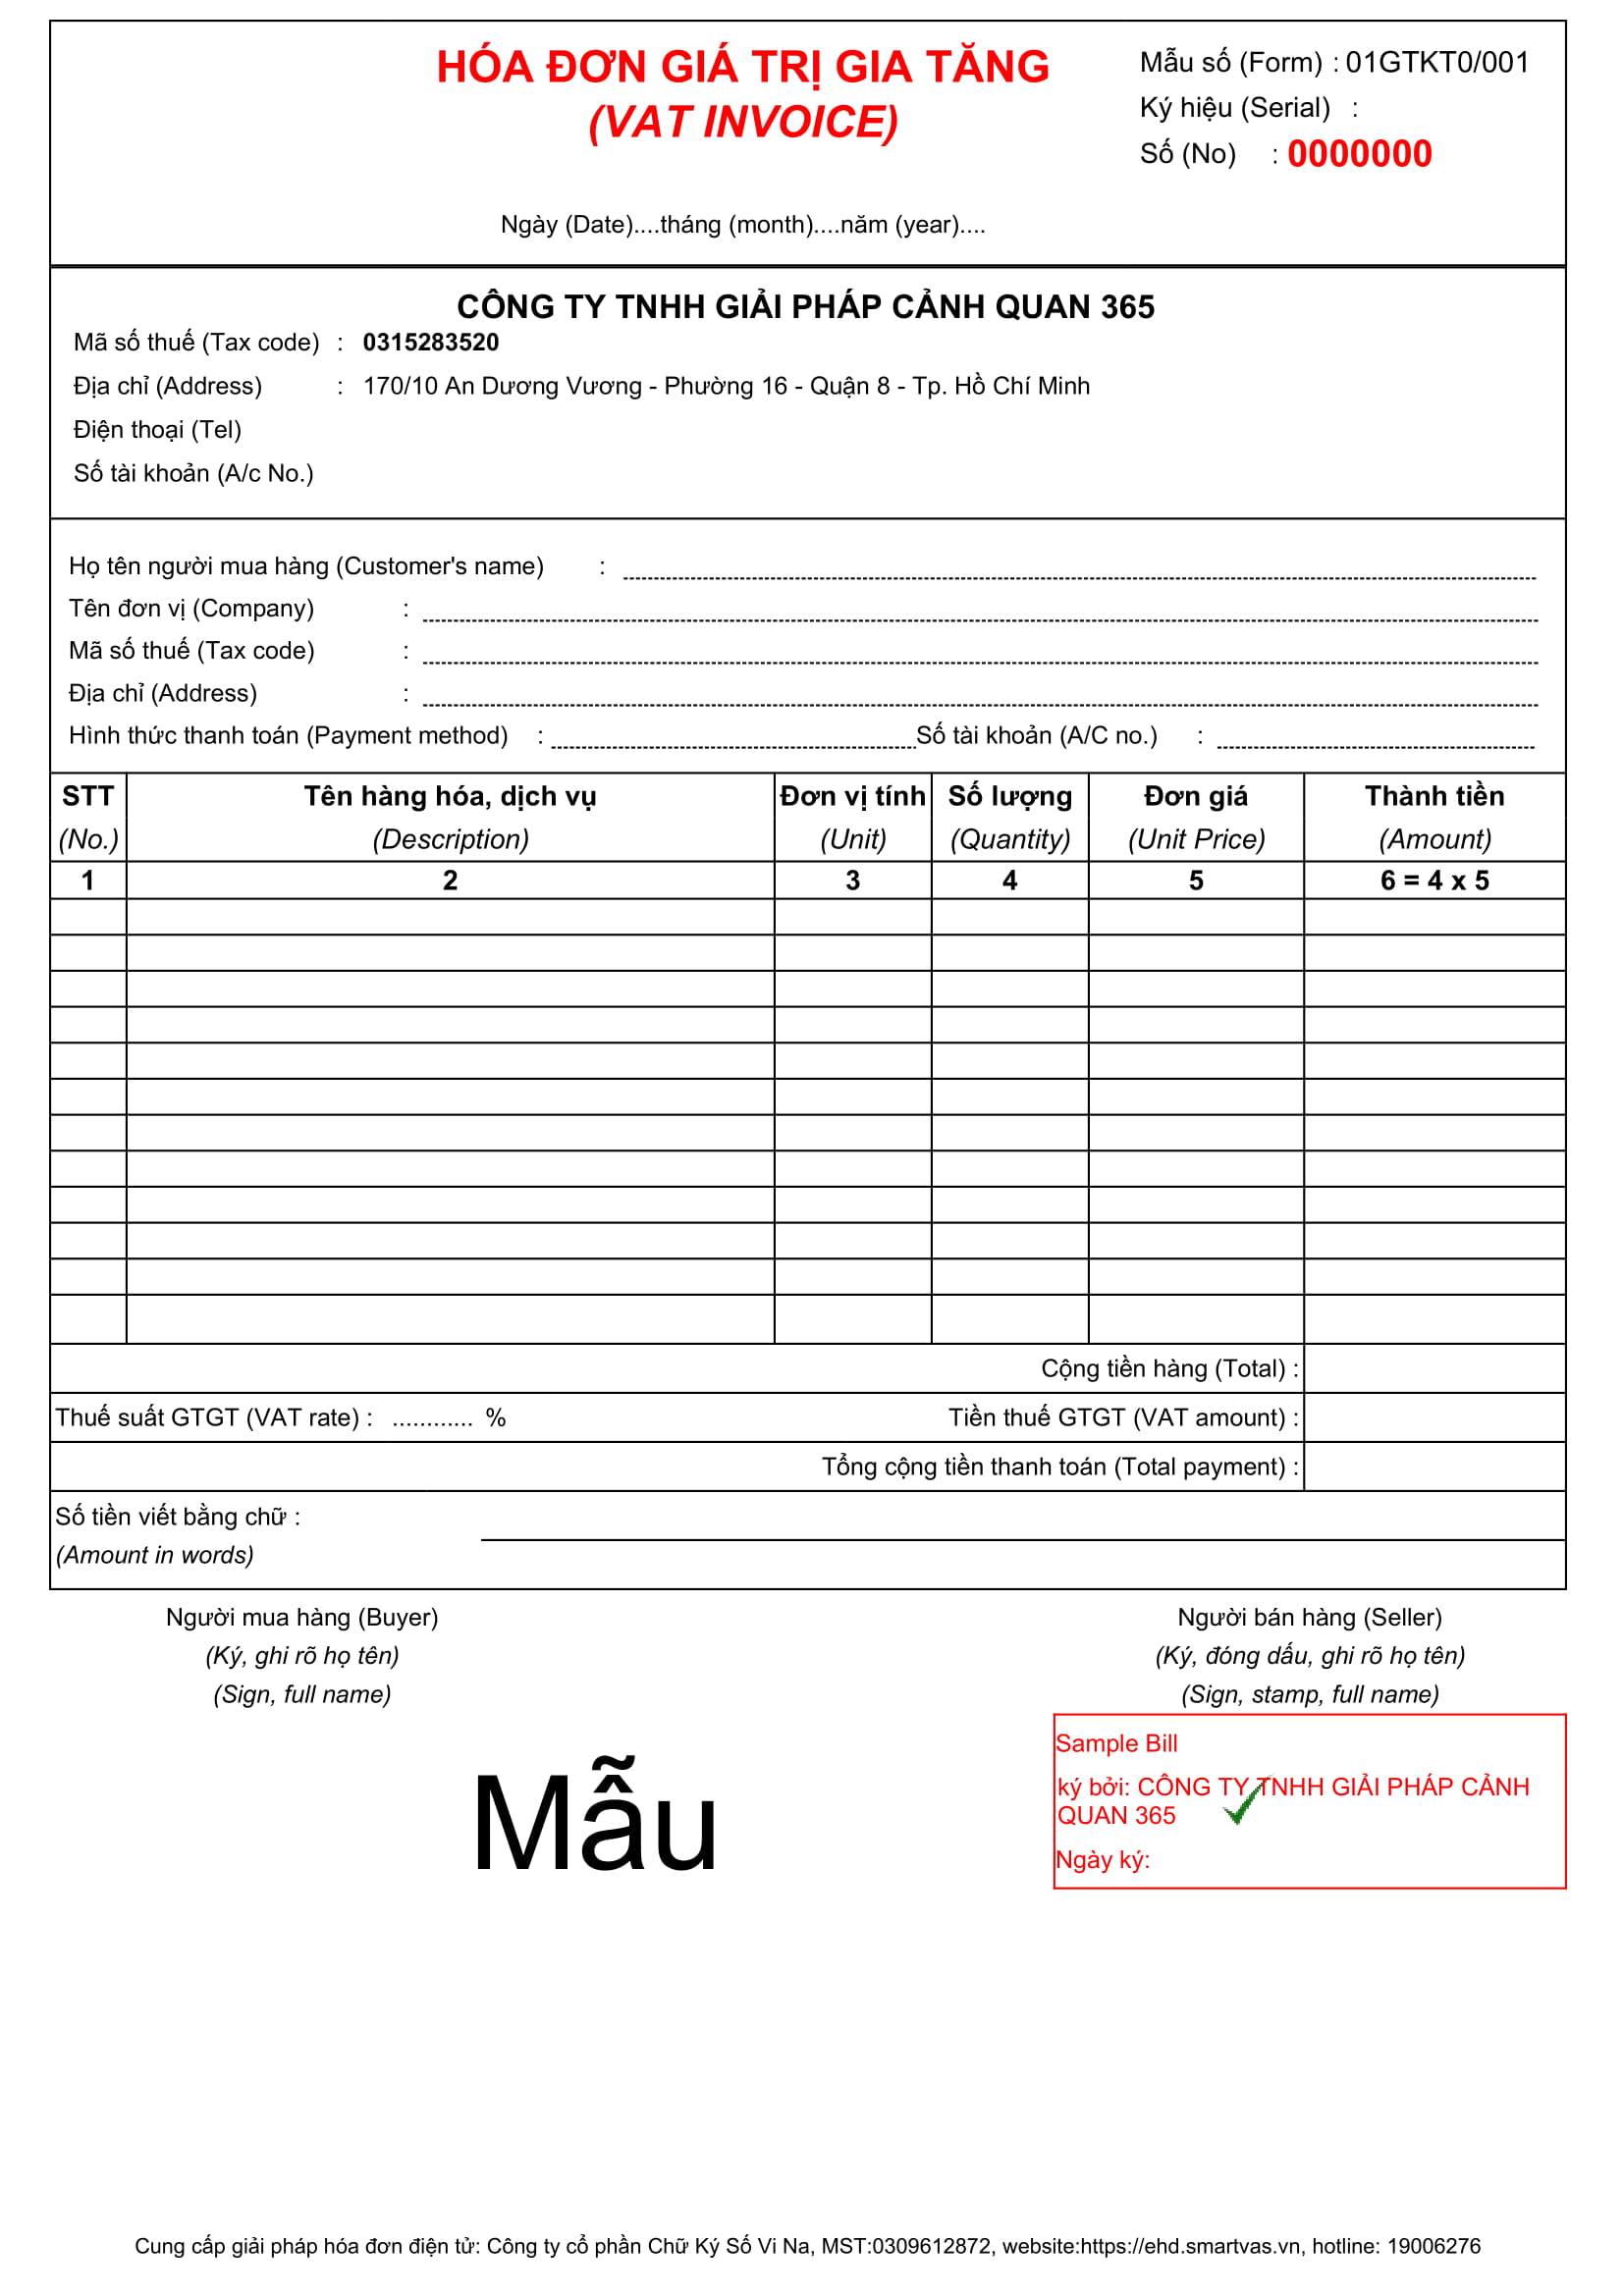 HÓA ĐƠN GIÁ TRỊ GIA TĂNG
(VAT INVOICE)
Mẫu số (Form) : 01GTKT0/001
Ký hiệu (Serial) :
Số (No) : 0000000
Ngày (Date)....tháng (month)....năm (year)....
CÔNG TY TNHH GIẢI PHÁP CẢNH QUAN 365
Mã số thuế (Tax code) : 0315283520
Địa chỉ (Address) : 170/10 An Dương Vương - Phường 16 - Quận 8 - Tp. Hồ Chí Minh
Điện thoại (Tel)
Số tài khoản (A/c No.)
Họ tên người mua hàng (Customer's name) :
Tên đơn vị (Company) :
Mã số thuế (Tax code) :
Địa chỉ (Address) :
Hình thức thanh toán (Payment method) : Số tài khoản (A/C no.) :
STT Tên hàng hóa, dịch vụ Đơn vị tính Số lượng Đơn giá Thành tiền
(No.) (Description) (Unit) (Quantity) (Unit Price) (Amount)
1 2 3 4 5 6 = 4 x 5
Cộng tiền hàng (Total) :
Thuế suất GTGT (VAT rate) : ............ % Tiền thuế GTGT (VAT amount) :
Tổng cộng tiền thanh toán (Total payment) :
Số tiền viết bằng chữ :
(Amount in words)
Người mua hàng (Buyer) Người bán hàng (Seller)
(Ký, ghi rõ họ tên) (Ký, đóng dấu, ghi rõ họ tên)
(Sign, full name) (Sign, stamp, full name)
Mẫu
Sample Bill
ký bởi: CÔNG TY TNHH GIẢI PHÁP CẢNH
QUAN 365
Ngày ký:
Cung cấp giải pháp hóa đơn điện tử: Công ty cổ phần Chữ Ký Số Vi Na, MST:0309612872, website:https://ehd.smartvas.vn, hotline: 19006276